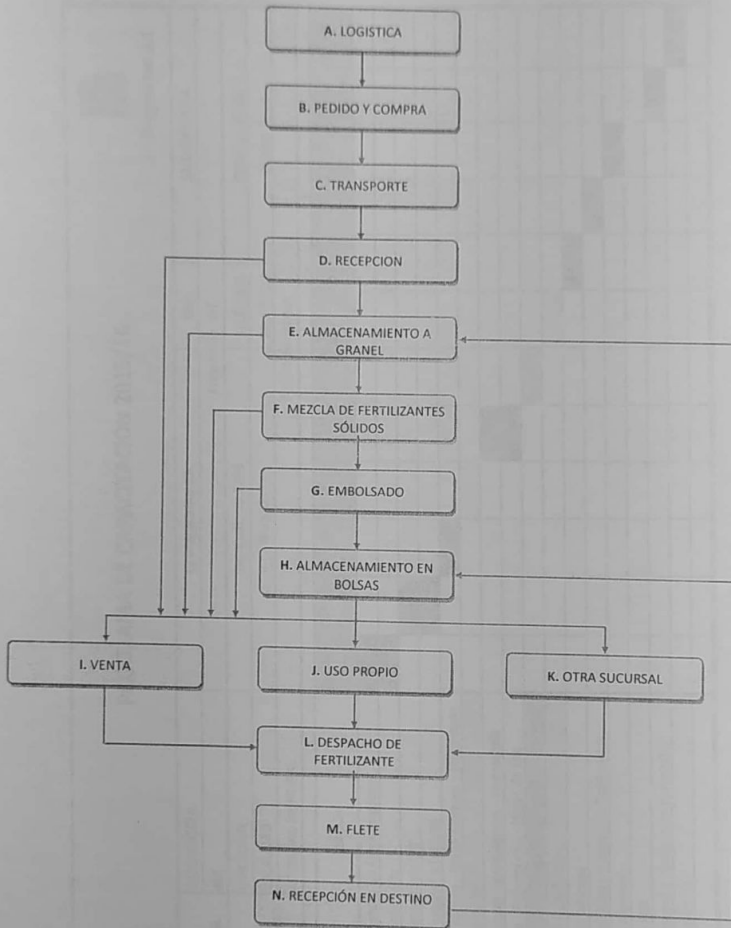 A. LOGISTICA
B. PEDIDO Y COMPRA
C. TRANSPORTE
D. RECEPCION
E. ALMACENAMIENTO A
GRANEL
F. MEZCLA DE FERTILIZANTES
SÓLIDOS
G. EMBOLSADO
H. ALMACENAMIENTO EN
BOLSAS
I. VENTA
J. USO PROPIO
K. OTRA SUCURSAL
L. DESPACHO DE
FERTILIZANTE
M. FLETE
N. RECEPCIÓN EN DESTINO